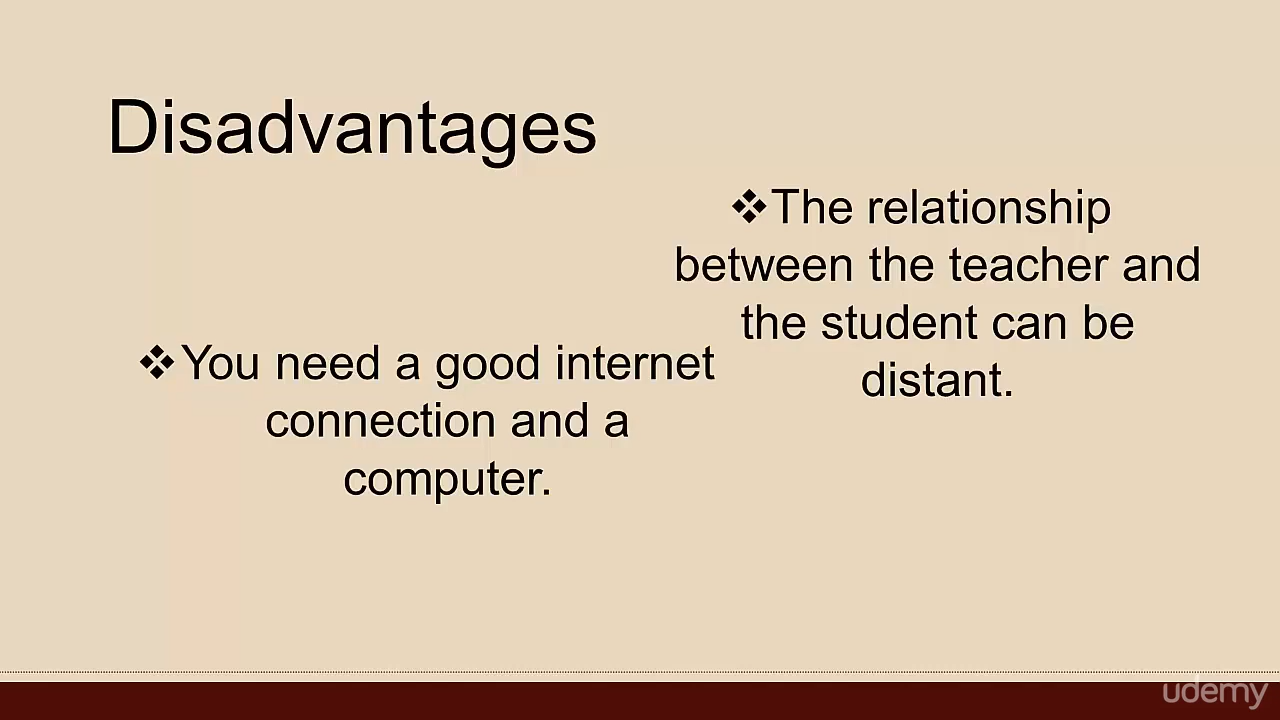 Disadvantages
❖You need a good internet
connection and a
computer.
❖The relationship
between the teacher and
the student can be
distant.
udemy